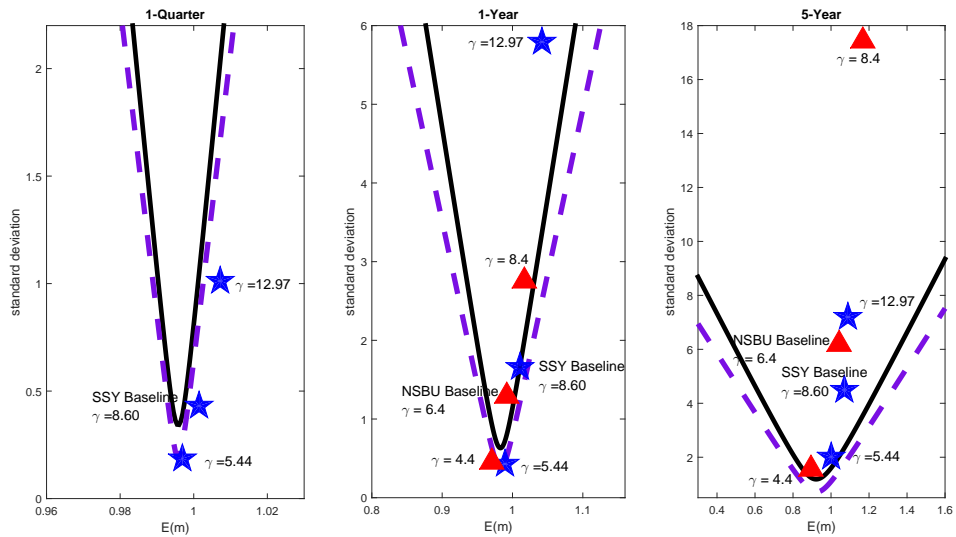 1-Quarter
standard deviation
2
1.5
1
0.5
0
γ =12.97
SSY Baseline
γ =8.60
γ =5.44
0.96
0.98
1
1.02
E(m)
1-Year
standard deviation
6
5
4
3
2
1
0
γ =12.97
γ = 8.4
SSY Baseline
γ =8.60
NSBU Baseline
γ = 6.4
γ = 4.4
γ =5.44
0.8
0.9
1
1.1
E(m)
5-Year
standard deviation
18
16
14
12
10
8
6
4
2
γ = 8.4
γ =12.97
NSBU Baseline
γ = 6.4
SSY Baseline
γ =8.60
γ =5.44
γ = 4.4
0.4
0.6
0.8
1
1.2
1.4
1.6
E(m)